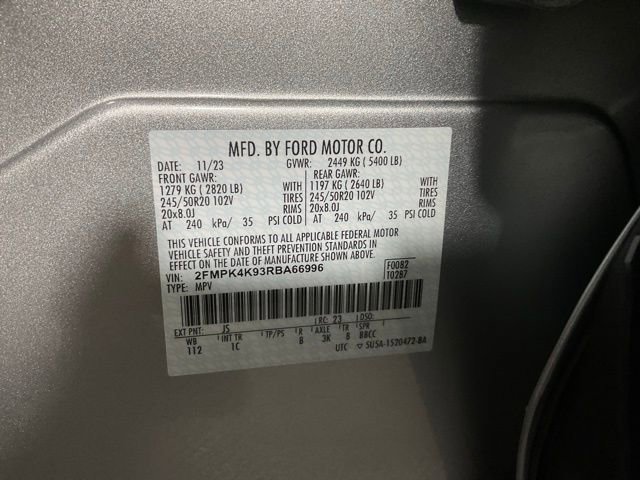 MFD. BY FORD MOTOR CO.
DATE: 11/23 GVWR: 2449 KG ( 5400 LB)
FRONT GAWR: REAR GAWR:
1279 KG ( 2820 LB) WITH 1197 KG ( 2640 LB) WITH
245/50R20 102V TIRES 245/50R20 102V TIRES
20x8.0J RIMS 20x8.0J RIMS
AT 240 kPa/ 35 PSI COLD AT 240 kPa/ 35 PSI COLD
THIS VEHICLE CONFORMS TO ALL APPLICABLE FEDERAL MOTOR
VEHICLE SAFETY AND THEFT PREVENTION STANDARDS IN
EFFECT ON THE DATE OF MANUFACTURE SHOWN ABOVE.
VIN: 2FMPK4K93RBA66996 F0082
TYPE: MPV T0287
EXT PNT: JS RC: 23 DSO:
WB INT TR TP/PS R AXLE TR SPR
112 1C B 3K B BBCC
UTC 5U5A-1520472-BA